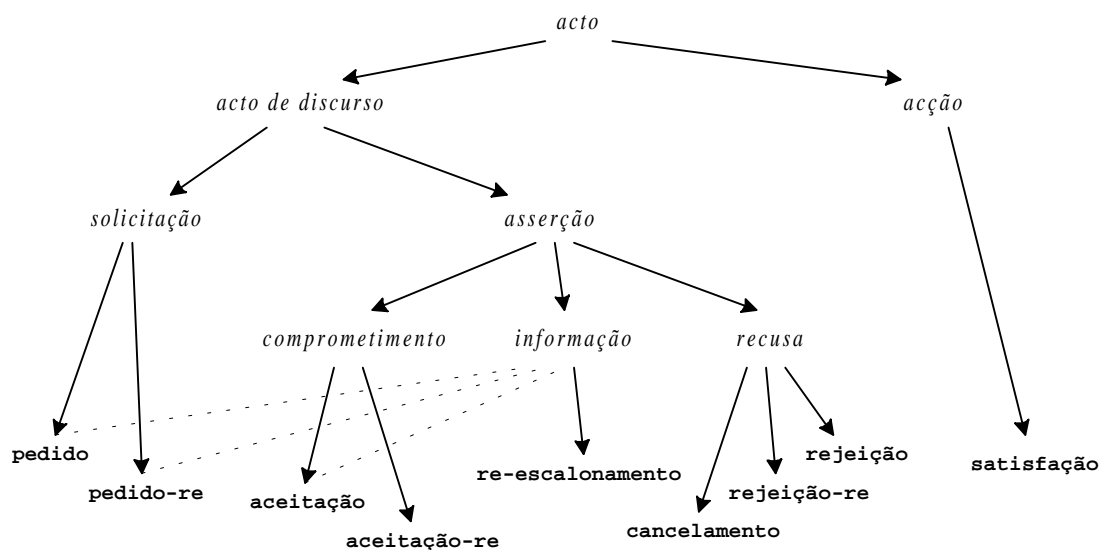 acto
acto de discurso
acção
solicitação
asserção
comprometimento
informação
recusa
pedido
pedido-re
aceitação
aceitação-re
re-escalonamento
cancelamento
rejeição-re
rejeição
satisfação